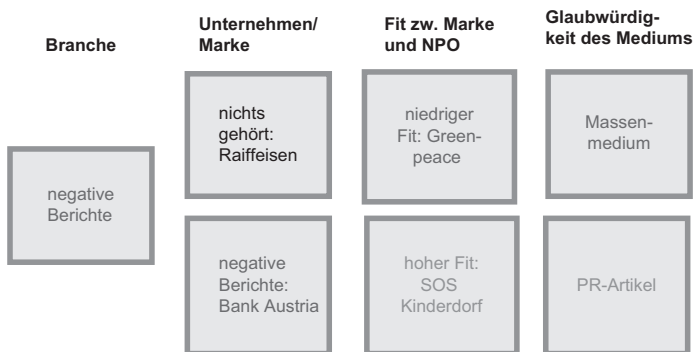 Branche
Unternehmen/
Marke
Fit zw. Marke
und NPO
Glaubwürdig-
keit des Mediums
negative
Berichte
nichts
gehört:
Raiffeisen
negative
Berichte:
Bank Austria
niedriger
Fit: Green-
peace
hoher Fit:
SOS
Kinderdorf
Massen-
medium
PR-Artikel